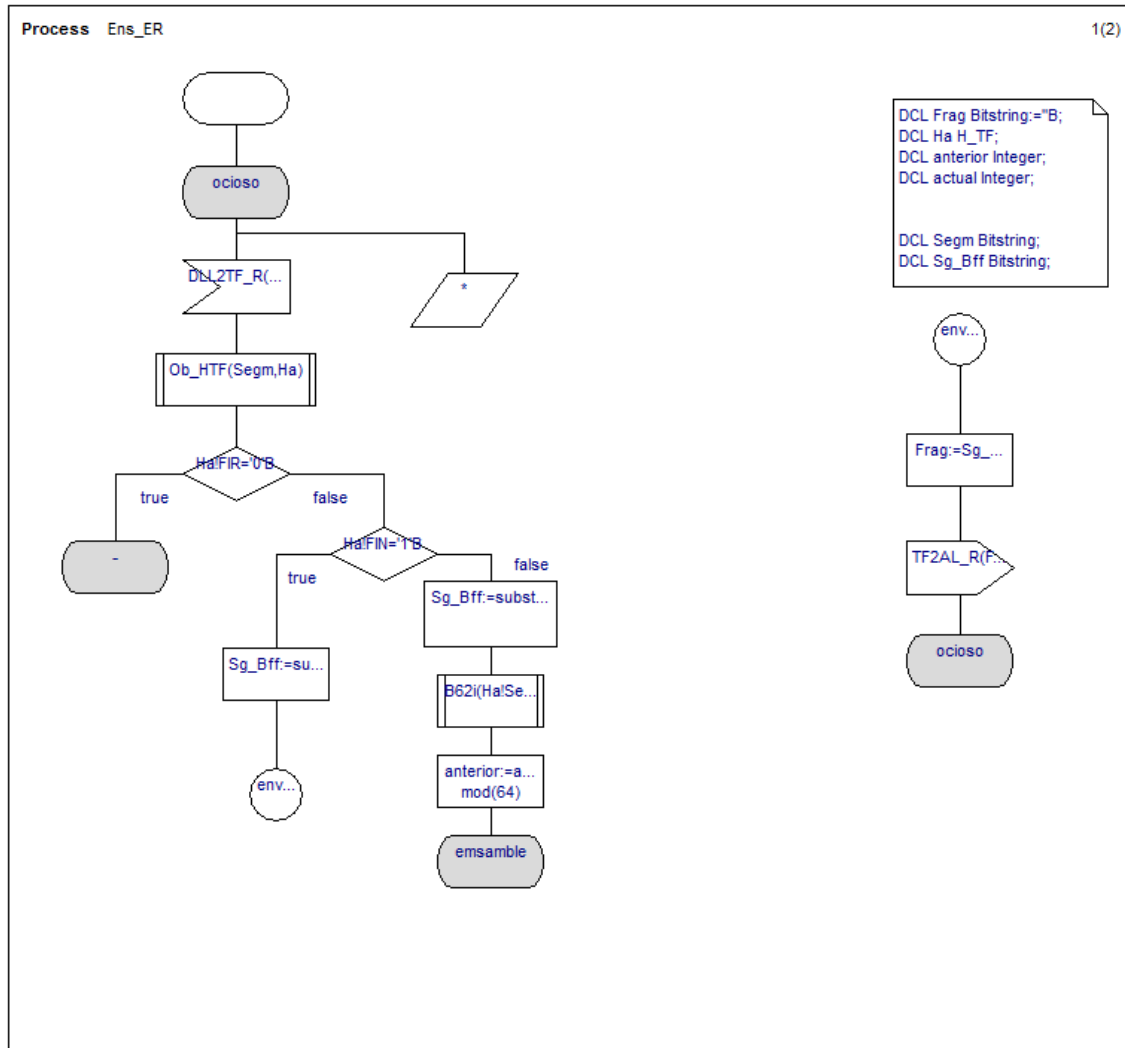 Process Ens_ER
1(2)
ocioso
DLL2TF_R(...
*
Ob_HTF(Segm,Ha)
Ha!FIR='0'B
true
false
-
Ha!FIN='1'B
true
false
Sg_Bff:=su...
env...
Sg_Bff:=subst...
B62i(Ha!Se...
anterior:=a...
mod(64)
emsamble
DCL Frag Bitstring:=''B;
DCL Ha H_TF;
DCL anterior Integer;
DCL actual Integer;
DCL Segm Bitstring;
DCL Sg_Bff Bitstring;
env...
Frag:=Sg_...
TF2AL_R(F...
ocioso